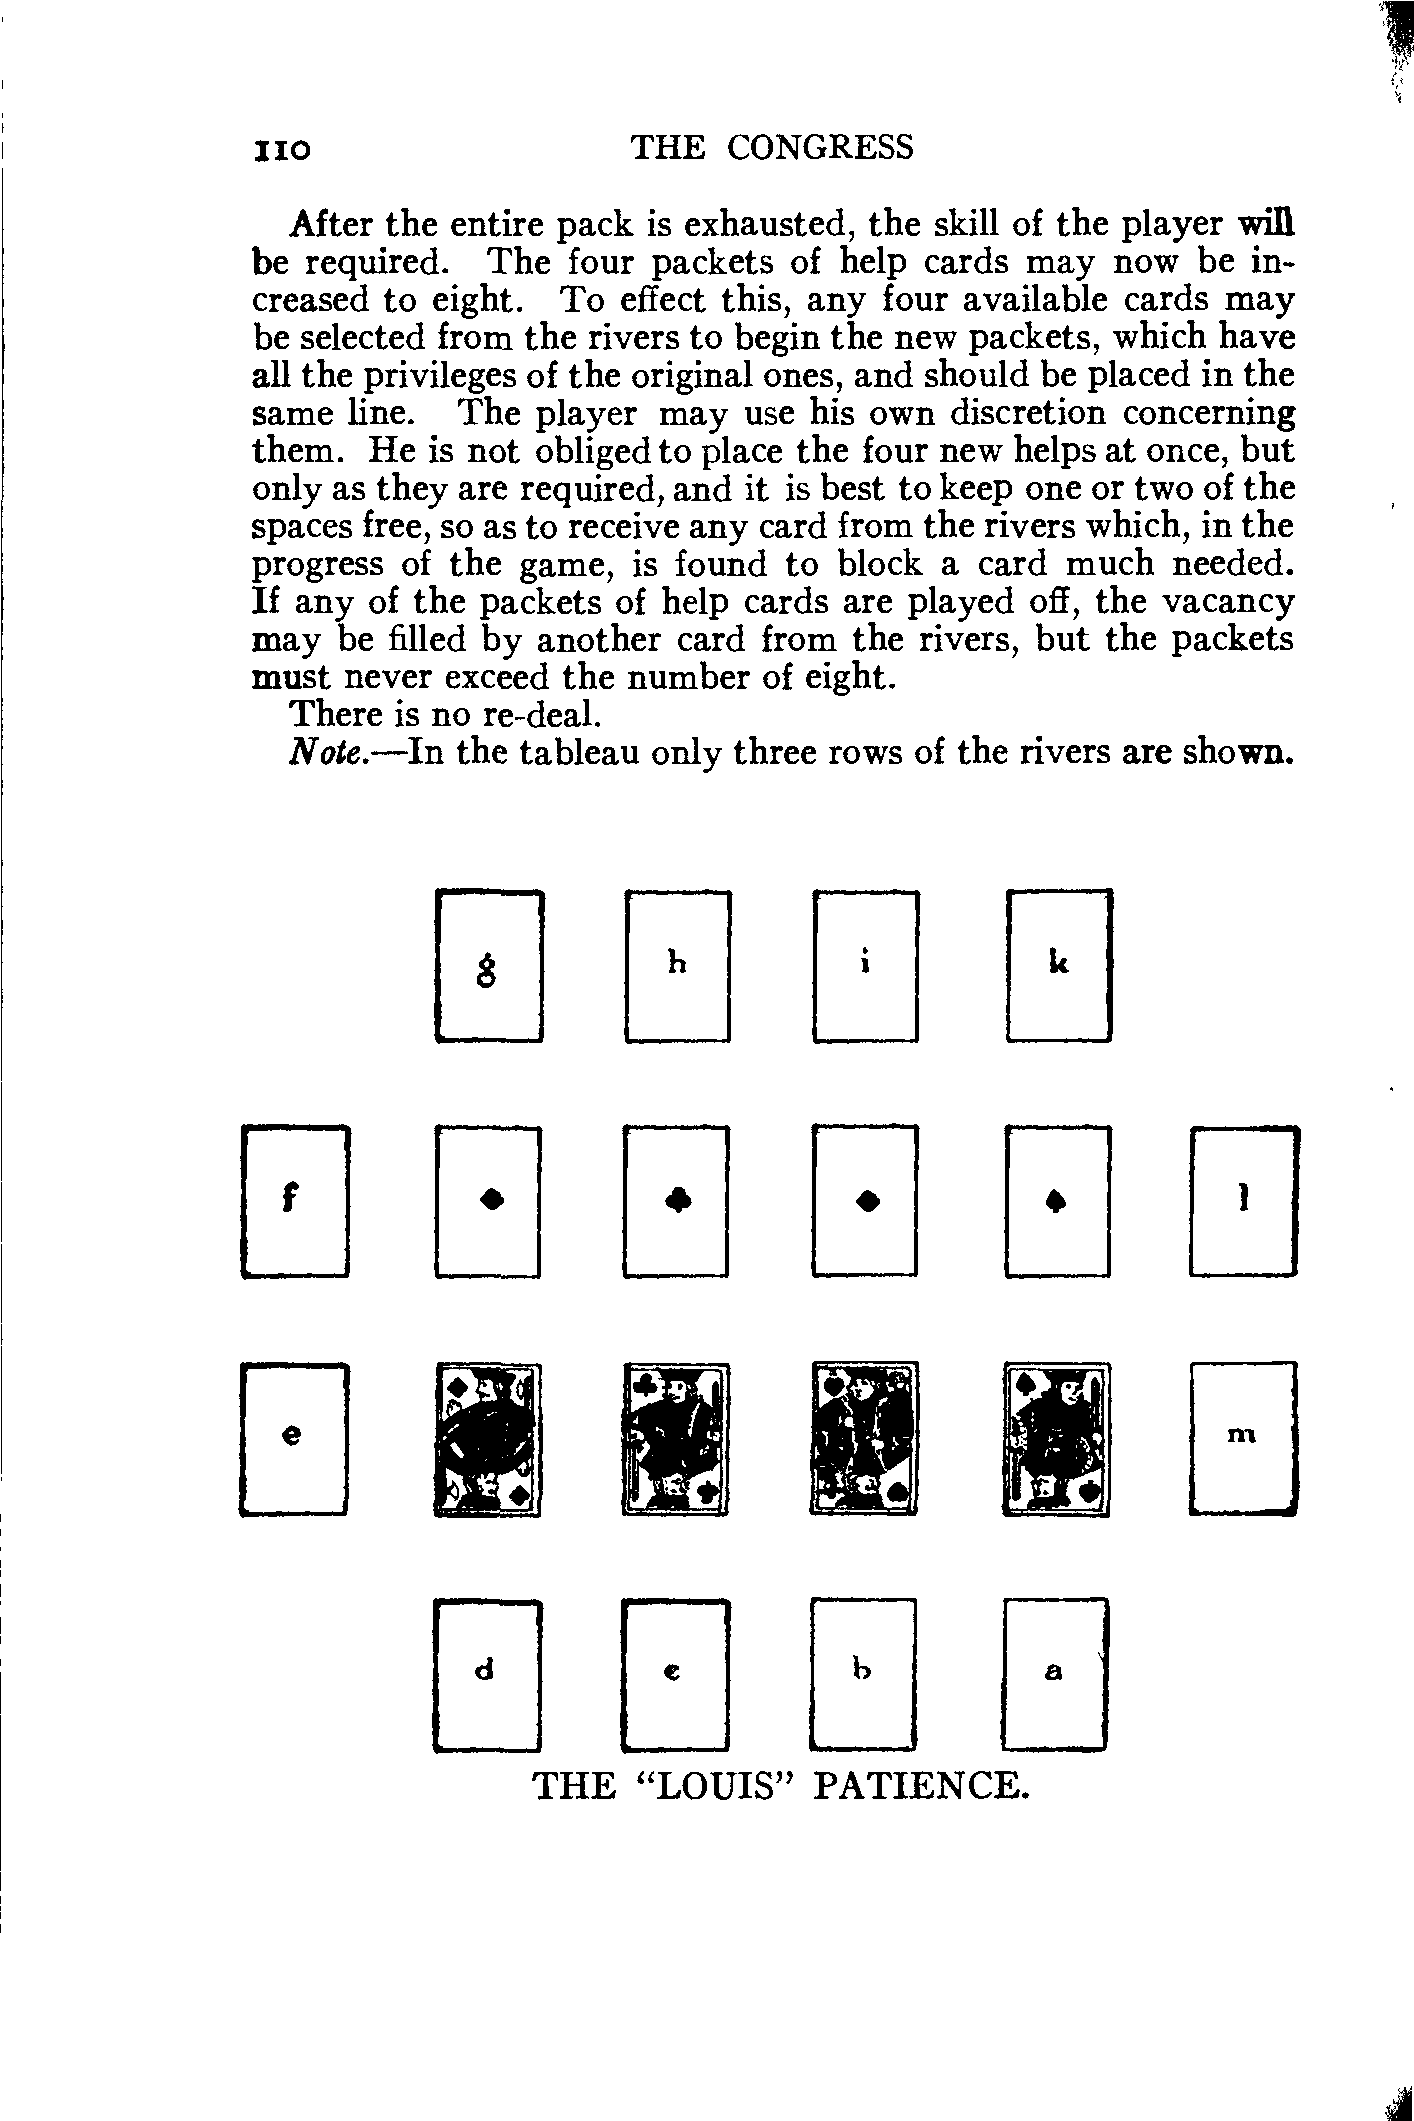 110 THE CONGRESS
After the entire pack is exhausted, the skill of the player will
be required. The four packets of help cards may now be in-
creased to eight. To effect this, any four available cards may
be selected from the rivers to begin the new packets, which have
all the privileges of the original ones, and should be placed in the
same line. The player may use his own discretion concerning
them. He is not obliged to place the four new helps at once, but
only as they are required, and it is best to keep one or two of the
spaces free, so as to receive any card from the rivers which, in the
progress of the game, is found to block a card much needed.
If any of the packets of help cards are played off, the vacancy
may be filled by another card from the rivers, but the packets
must never exceed the number of eight.
There is no re-deal.
Note.—In the tableau only three rows of the rivers are shown.
g h i k
f l
e m
d c b a
THE “LOUIS” PATIENCE.